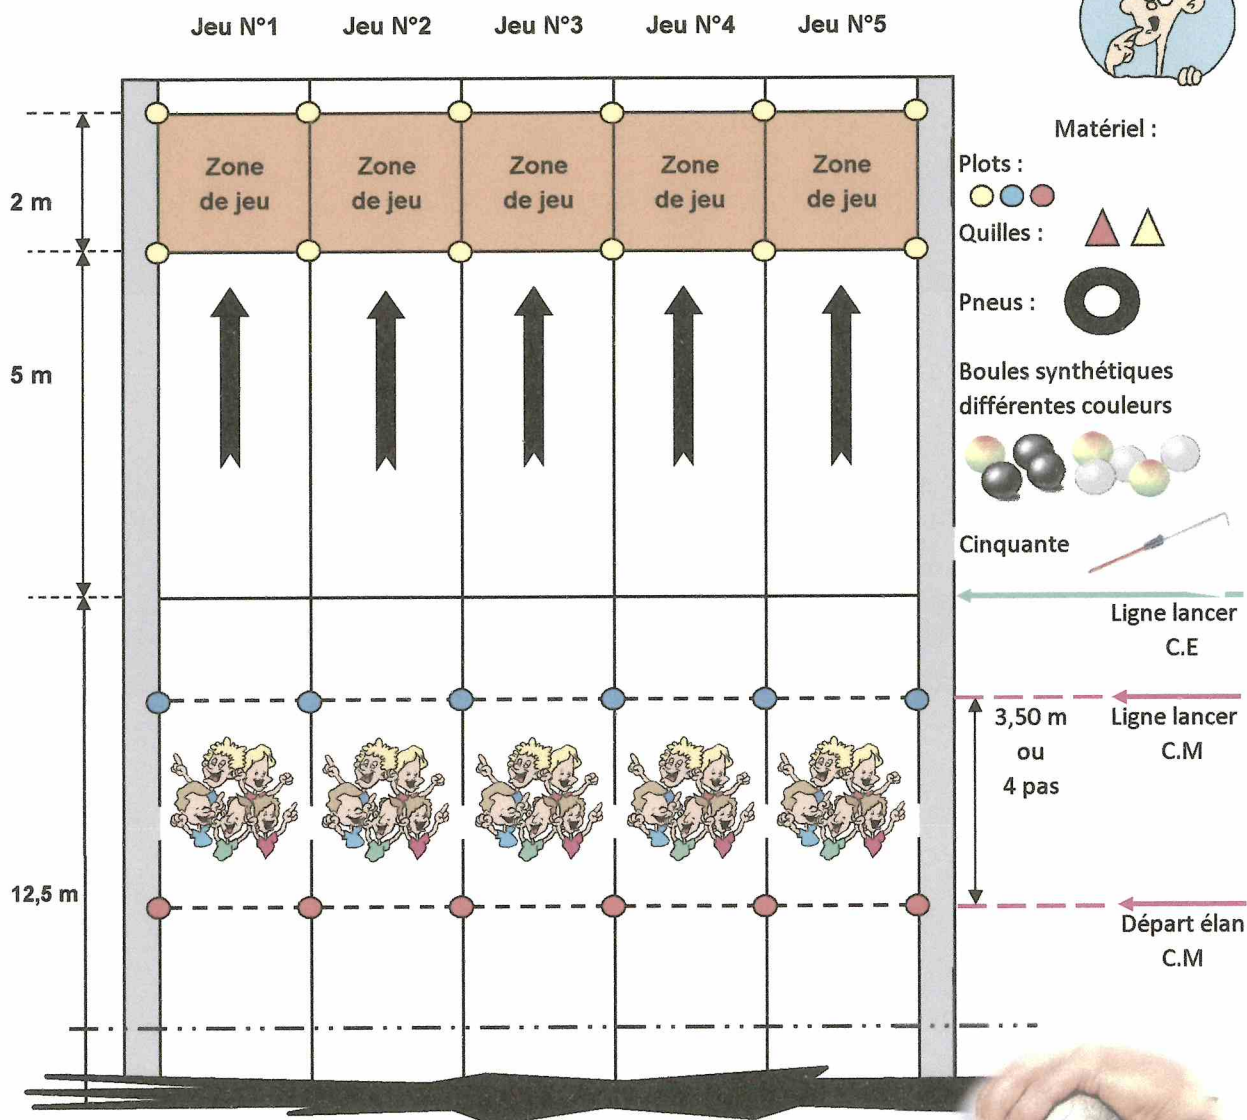 Jeu N°1 Jeu N°2 Jeu N°3 Jeu N°4 Jeu N°5
Matériel :
Plots :
Zone Zone Zone Zone Zone
de jeu de jeu de jeu de jeu de jeu
2 m
Quilles :
Pneus :
5 m
Boules synthétiques
différentes couleurs
Cinquante
Ligne lancer
C.E
3,50 m
ou
4 pas
Ligne lancer
C.M
12,5 m
Départ élan
C.M